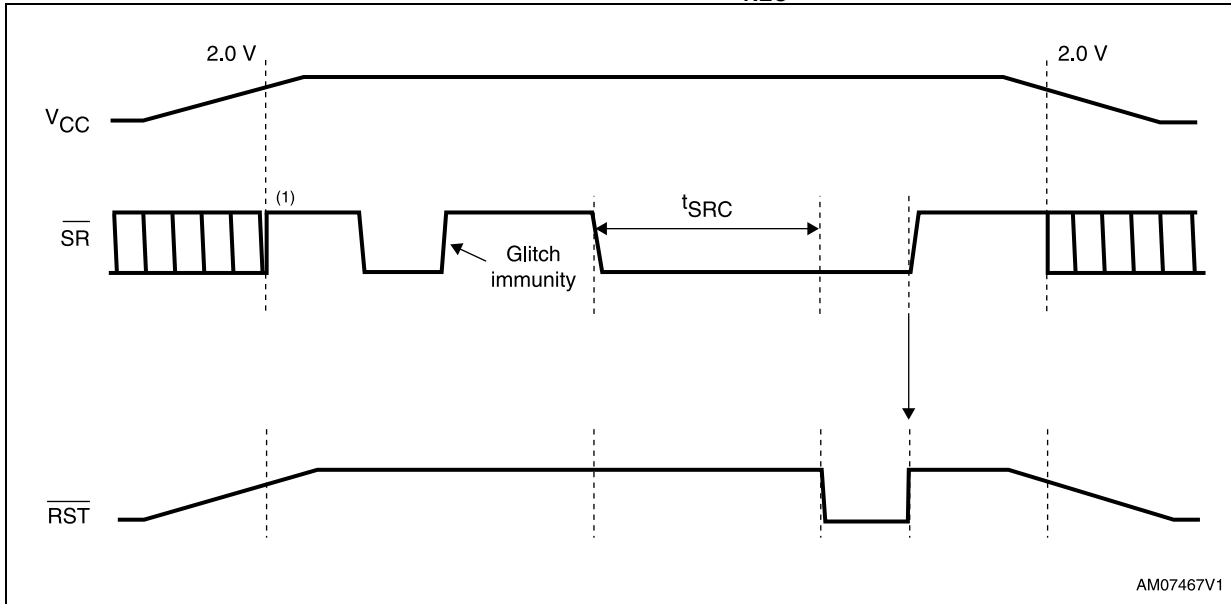 2.0 V
2.0 V
VCC
(1)
SR
tSRC
Glitch
immunity
RST
AM07467V1